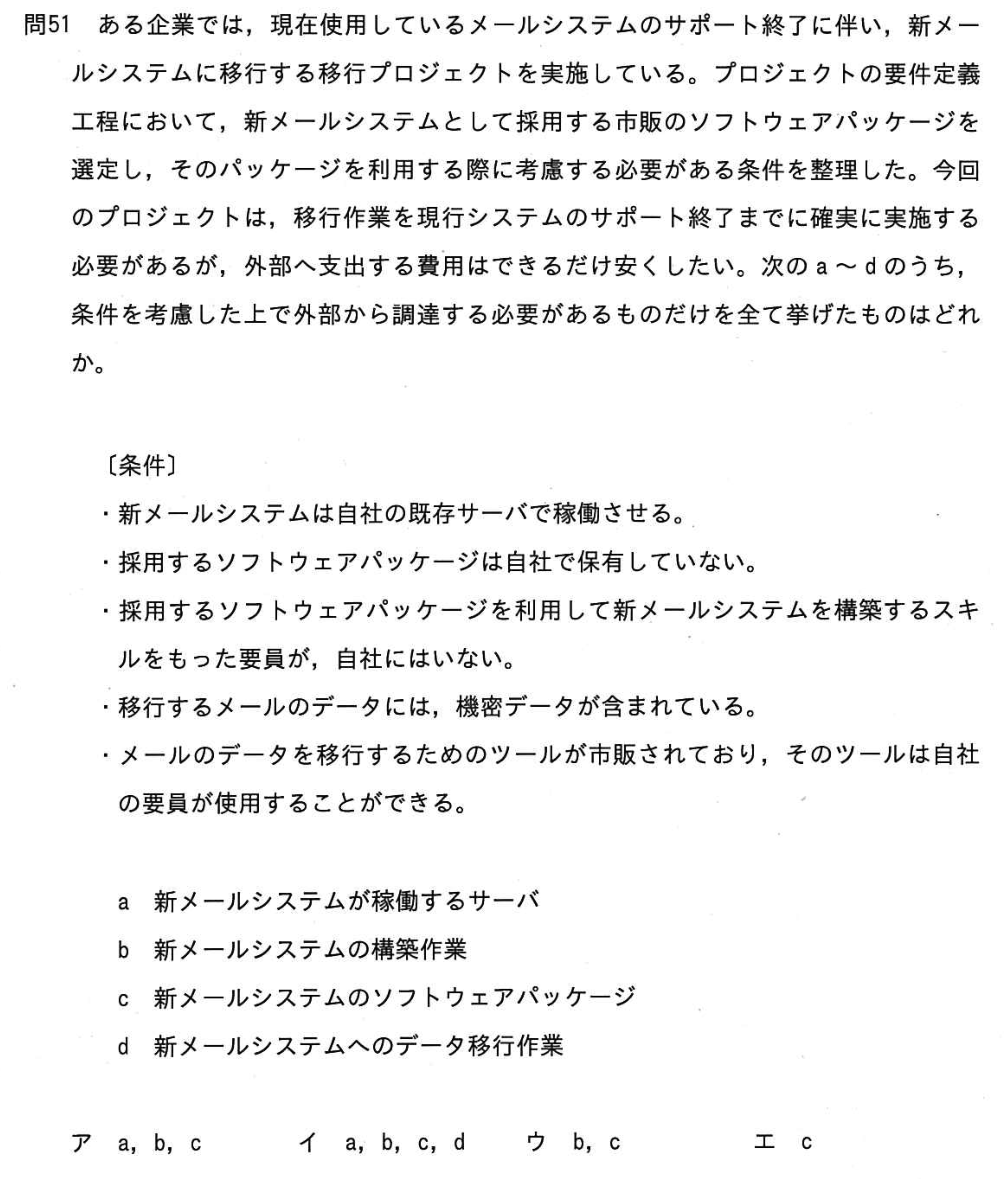 問51 ある企業では，現在使用しているメールシステムのサポート終了に伴い，新メー
ルシステムに移行する移行プロジェクトを実施している。プロジェクトの要件定義
工程において，新メールシステムとして採用する市販のソフトウェアパッケージを
選定し，そのパッケージを利用する際に考慮する必要がある条件を整理した。今回
のプロジェクトは，移行作業を現行システムのサポート終了までに確実に実施する
必要があるが，外部へ支出する費用はできるだけ安くしたい。次のa～dのうち，
条件を考慮した上で外部から調達する必要があるものだけを全て挙げたものはどれ
か。
〔条件〕
・新メールシステムは自社の既存サーバで稼働させる。
・採用するソフトウェアパッケージは自社で保有していない。
・採用するソフトウェアパッケージを利用して新メールシステムを構築するスキ
ルをもった要員が，自社にはいない。
・移行するメールのデータには，機密データが含まれている。
・メールのデータを移行するためのツールが市販されており，そのツールは自社
の要員が使用することができる。
a 新メールシステムが稼働するサーバ
b 新メールシステムの構築作業
c 新メールシステムのソフトウェアパッケージ
d 新メールシステムへのデータ移行作業
ア a, b, c イ a, b, c, d ウ b, c エ c